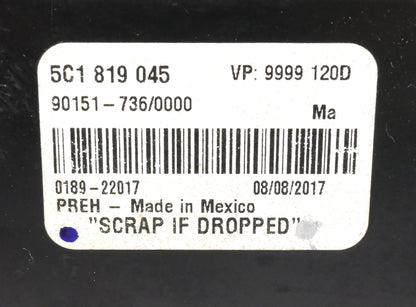 5C1 819 045 VP: 9999 120D
90151-736/0000
Ma
0189-22017 08/08/2017
PREH - Made in Mexico
"SCRAP IF DROPPED"